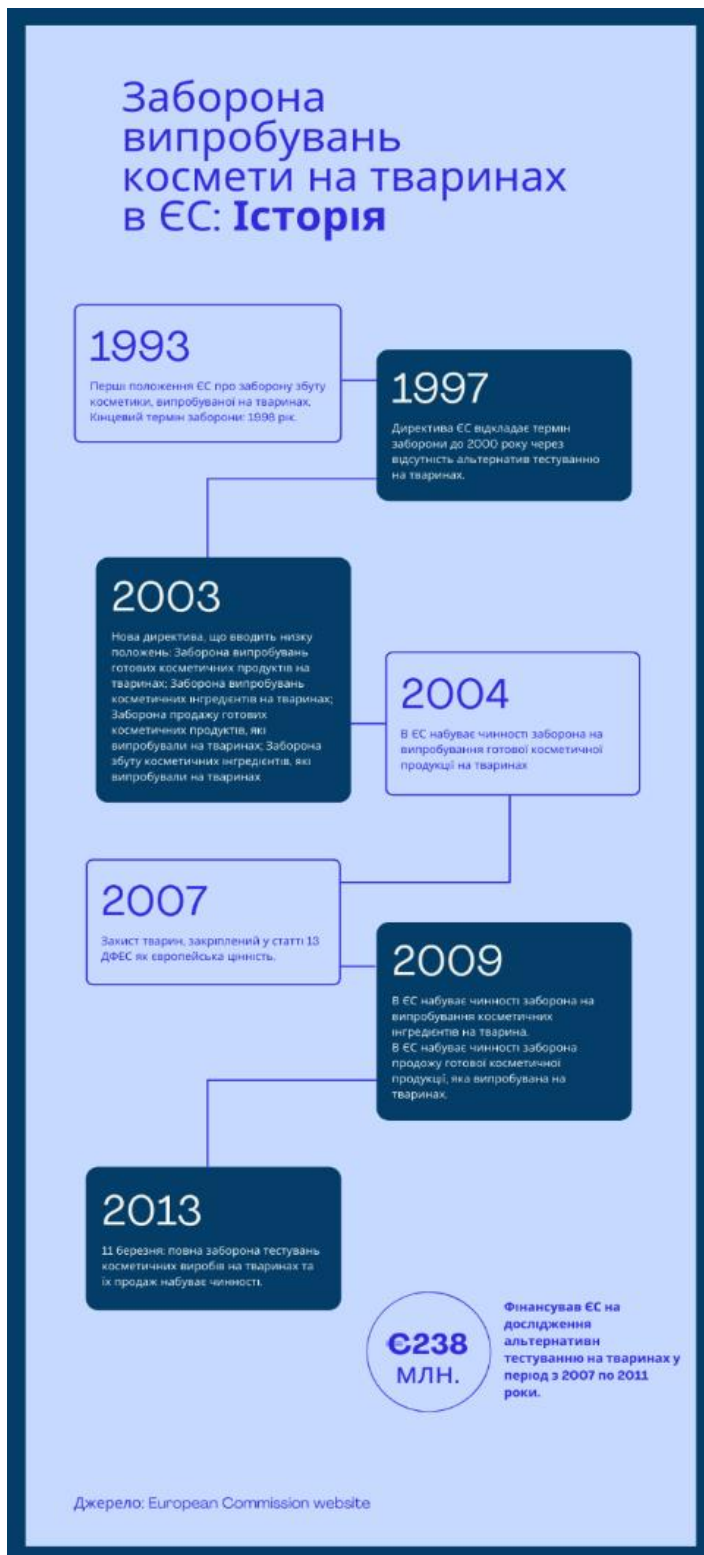 Заборона
випробувань
космети на тваринах
в ЄС: Історія
1993
Перші положення ЄС про заборону збуту
косметики, випробуваної на тваринах.
Кінцевий термін заборони: 1998 рік.
1997
Директива ЄС відкладає термін
заборони до 2000 року через
відсутність альтернатив тестуванню
на тваринах.
2003
Нова директива, що вводить низку
положень: Заборона випробувань
готових косметичних продуктів на
тваринах; Заборона випробувань
косметичних інгредієнтів на тваринах;
Заборона продажу готових
косметичних продуктів, які
випробували на тваринах; Заборона
збуту косметичних інгредієнтів, які
випробували на тваринах
2004
В ЄС набуває чинності заборона на
випробування готової косметичної
продукції на тваринах
2007
Захист тварин, закріплений у статті 13
ДФЕС як європейська цінність.
2009
В ЄС набуває чинності заборона на
випробування косметичних
інгредієнтів на тварина.
В ЄС набуває чинності заборона
продожу готової косметичної
продукції, яка випробувана на
тваринах.
2013
11 березня: повна заборона тестувань
косметичних виробів на тваринах та
їх продаж набуває чинності.
€238
МЛН.
Фінансував ЄС на
дослідження
альтернативн
тестуванню на тваринах у
період з 2007 по 2011
роки.
Джерело: European Commission website